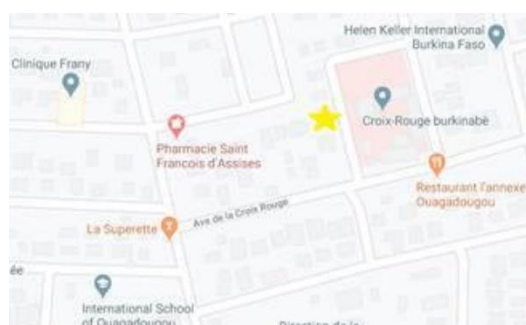 Helen Keller International
Burkina Faso
Clinique Frany
Croix-Rouge burkinabè
Pharmacie Saint
Francois d'Assises
Restaurant l'annexe
Ouagadougou
Ave de la Croix Rouge
La Superette
ée
International School
of Ouagadougou
Direction de la